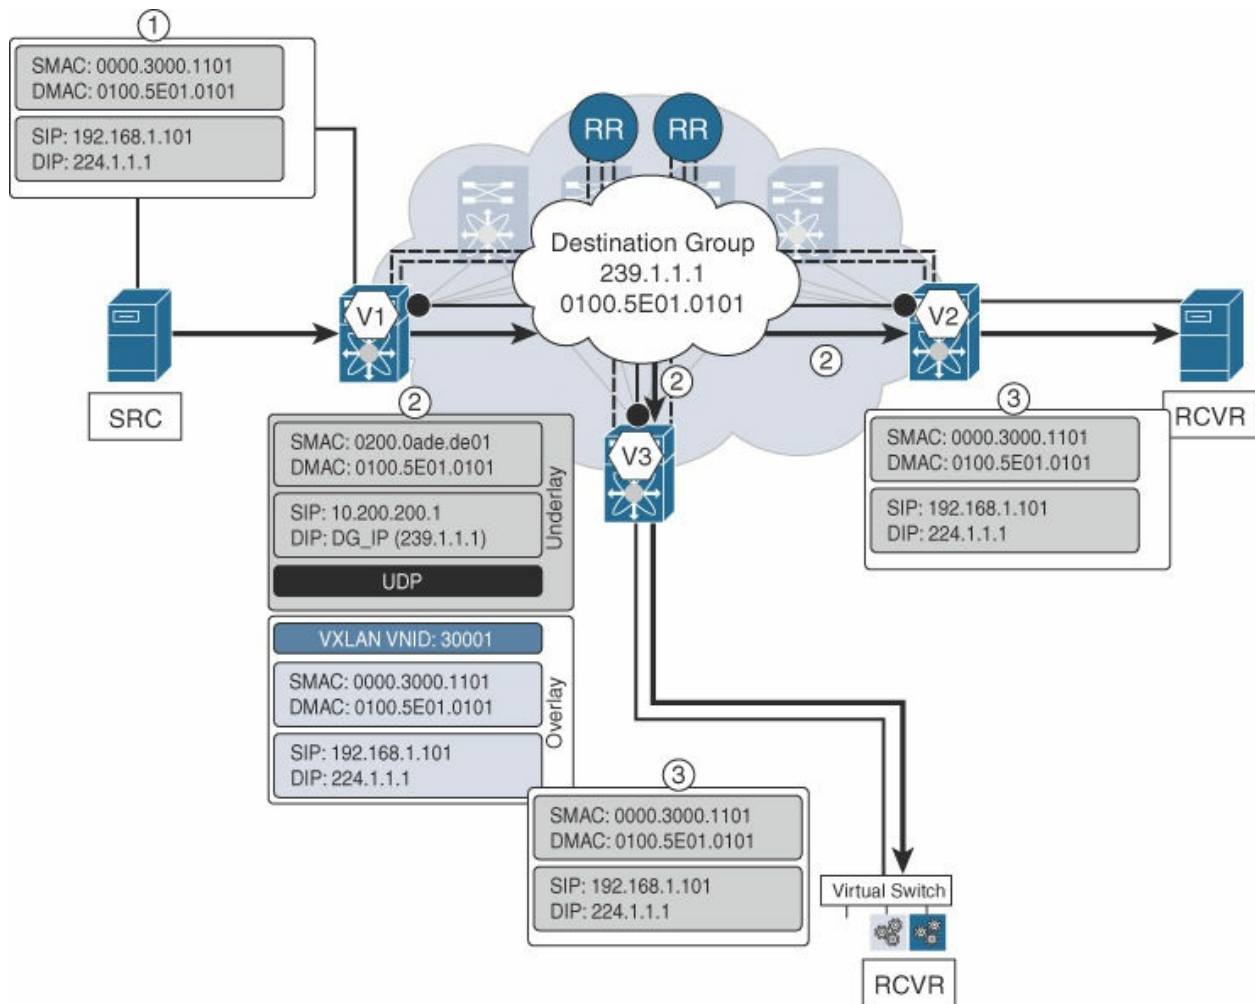 1
SMAC: 0000.3000.1101
DMAC: 0100.5E01.0101
SIP: 192.168.1.101
DIP: 224.1.1.1
RR
RR
Destination Group
239.1.1.1
0100.5E01.0101
V1
V2
2
2
V3
SRC
RCVR
2
SMAC: 0200.0ade.de01
DMAC: 0100.5E01.0101
SIP: 10.200.200.1
DIP: DG_IP (239.1.1.1)
UDP
Underlay
VXLAN VNID: 30001
SMAC: 0000.3000.1101
DMAC: 0100.5E01.0101
SIP: 192.168.1.101
DIP: 224.1.1.1
Overlay
3
SMAC: 0000.3000.1101
DMAC: 0100.5E01.0101
SIP: 192.168.1.101
DIP: 224.1.1.1
3
SMAC: 0000.3000.1101
DMAC: 0100.5E01.0101
SIP: 192.168.1.101
DIP: 224.1.1.1
Virtual Switch
RCVR